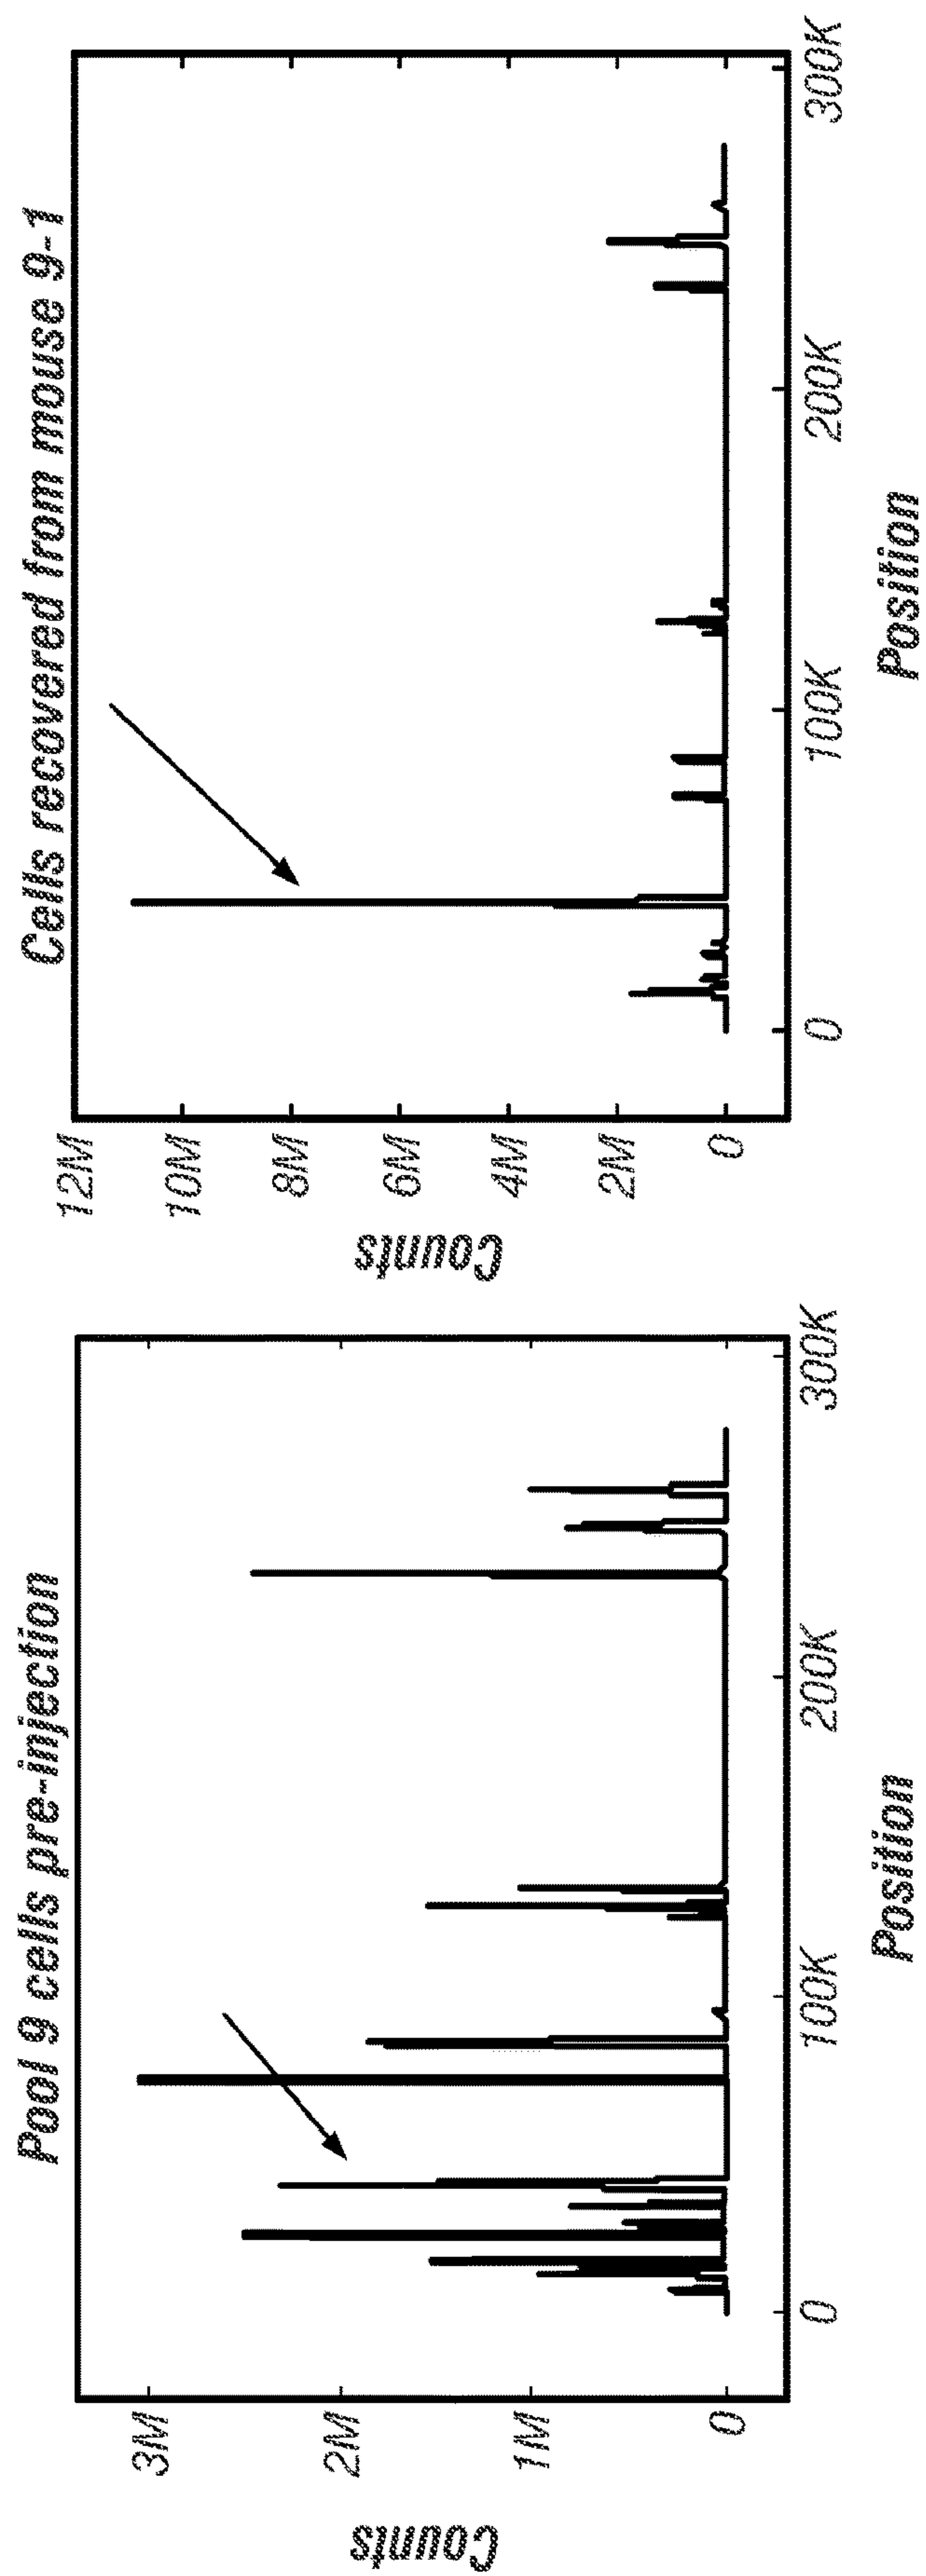 Pool 9 cells pre-injection
Counts
3M
2M
1M
0
0
100K
200K
300K
Position
Cells recovered from mouse 9-1
Counts
12M
10M
8M
6M
4M
2M
0
0
100K
200K
300K
Position